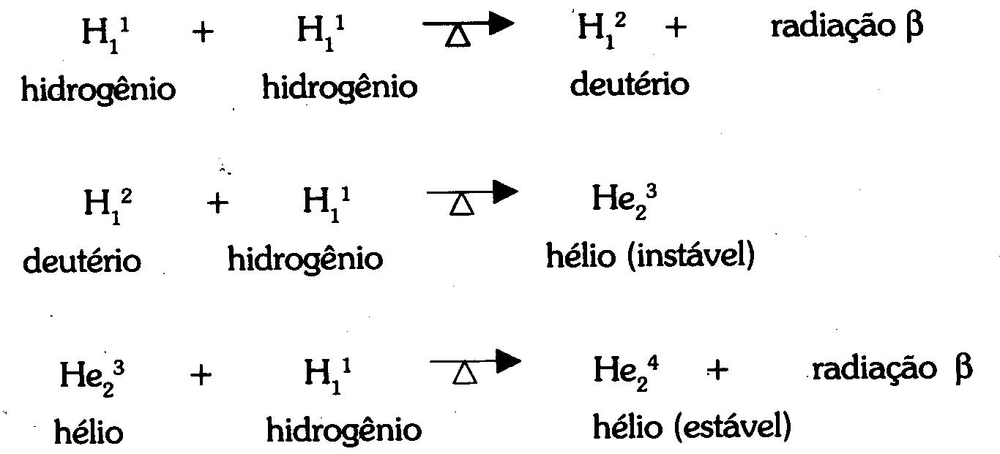 H₁¹ + H₁¹ → Δ H₁² + radiação β
hidrogênio hidrogênio deutério
H₁² + H₁¹ → Δ He₂³
deutério hidrogênio hélio (instável)
He₂³ + H₁¹ → Δ He₂⁴ + radiação β
hélio hidrogênio hélio (estável)